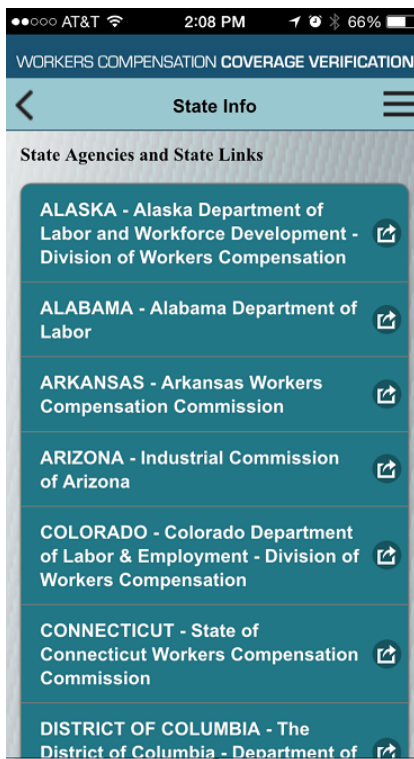 AT&T 2:08 PM 66%
WORKERS COMPENSATION COVERAGE VERIFICATION
State Info
State Agencies and State Links
ALASKA - Alaska Department of
Labor and Workforce Development -
Division of Workers Compensation
ALABAMA - Alabama Department of
Labor
ARKANSAS - Arkansas Workers
Compensation Commission
ARIZONA - Industrial Commission
of Arizona
COLORADO - Colorado Department
of Labor & Employment - Division of
Workers Compensation
CONNECTICUT - State of
Connecticut Workers Compensation
Commission
DISTRICT OF COLUMBIA - The
District of Columbia - Department of